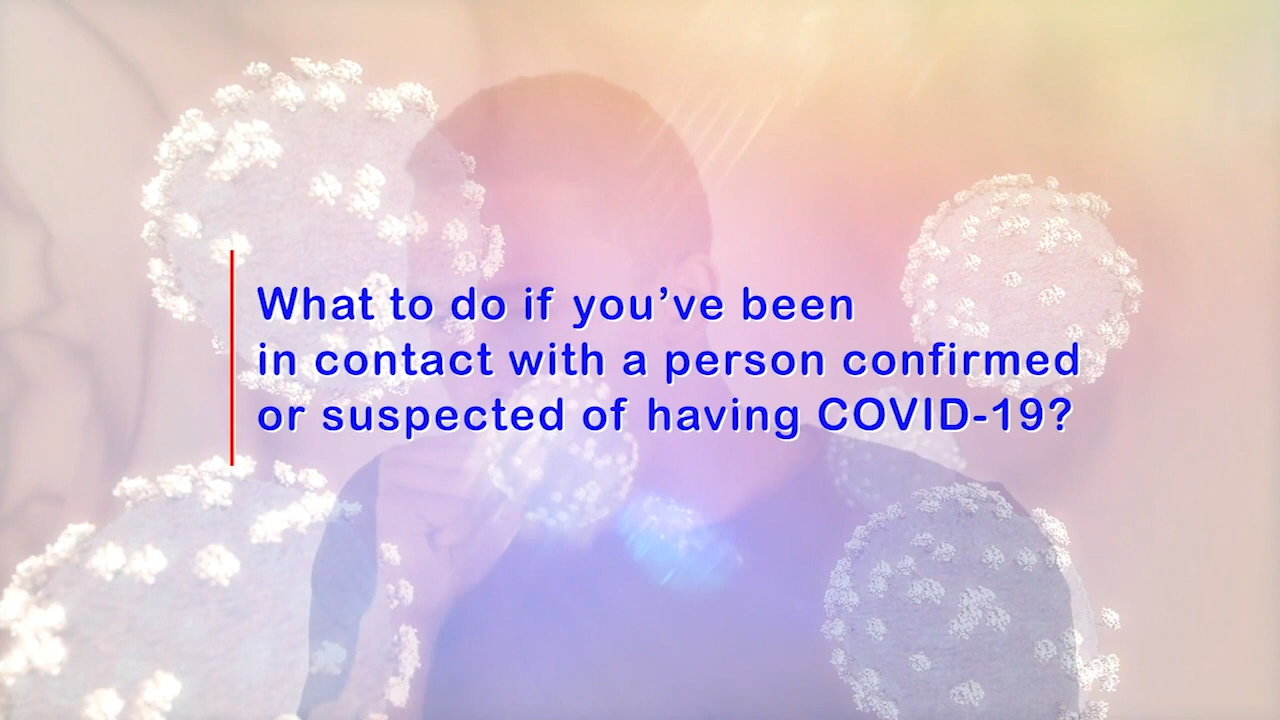 What to do if you’ve been
in contact with a person confirmed
or suspected of having COVID-19?